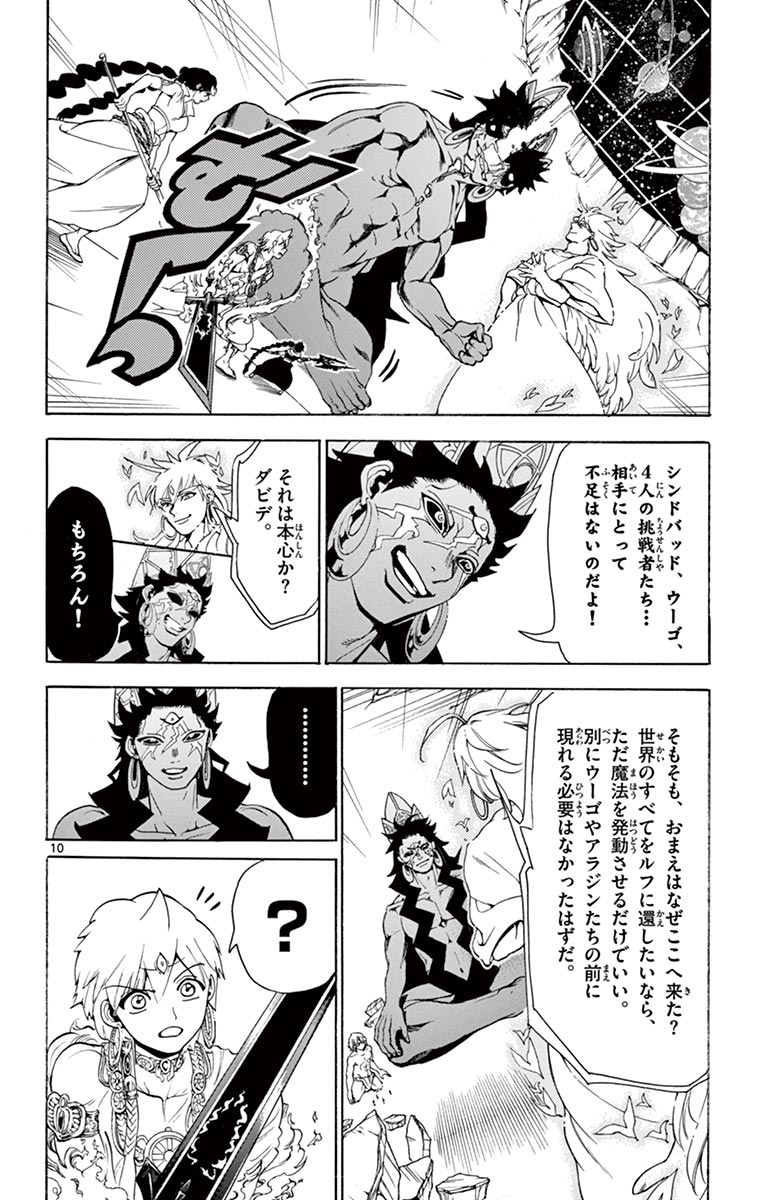 む!
シンドバッド、ウーゴ、
4人の挑戦者たち…
相手にとって
不足はないのだよ!
それは本心か?
ダビデ。
もちろん!
そもそも、おまえはなぜここへ来た?
世界のすべてをルフに還したいなら、
ただ魔法を発動させるだけでいい。
別にウーゴやアラジンたちの前に
現れる必要はなかったはずだ。
…………
?
10